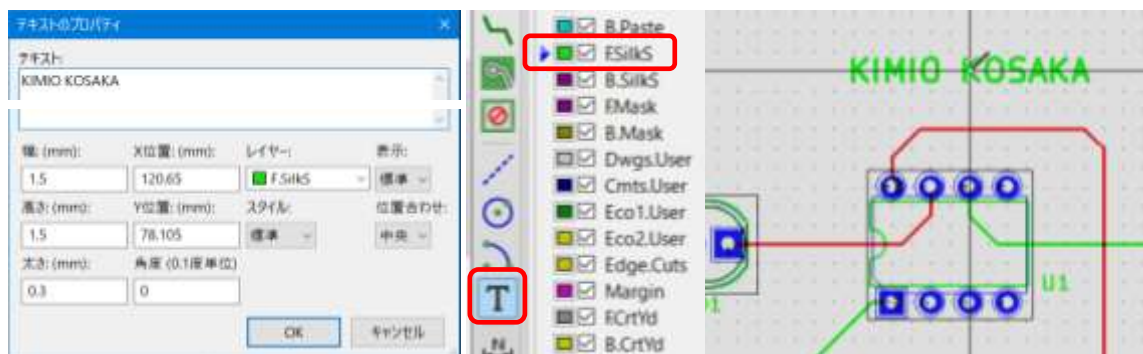 テキストのプロパティ
テキスト:
KIMIO KOSAKA
幅: (mm):
X位置: (mm):
レイヤー:
表示:
1.5
120.65
F.SilkS
標準
高さ: (mm):
Y位置: (mm):
スタイル:
位置合わせ:
1.5
78.105
標準
中央
太さ: (mm):
角度 (0.1度単位)
0.3
0
OK
キャンセル
T
N
B.Paste
F.SilkS
B.SilkS
F.Mask
B.Mask
Dwgs.User
Cmts.User
Eco1.User
Eco2.User
Edge.Cuts
Margin
F.CrtYd
B.CrtYd
KIMIO KOSAKA
U1